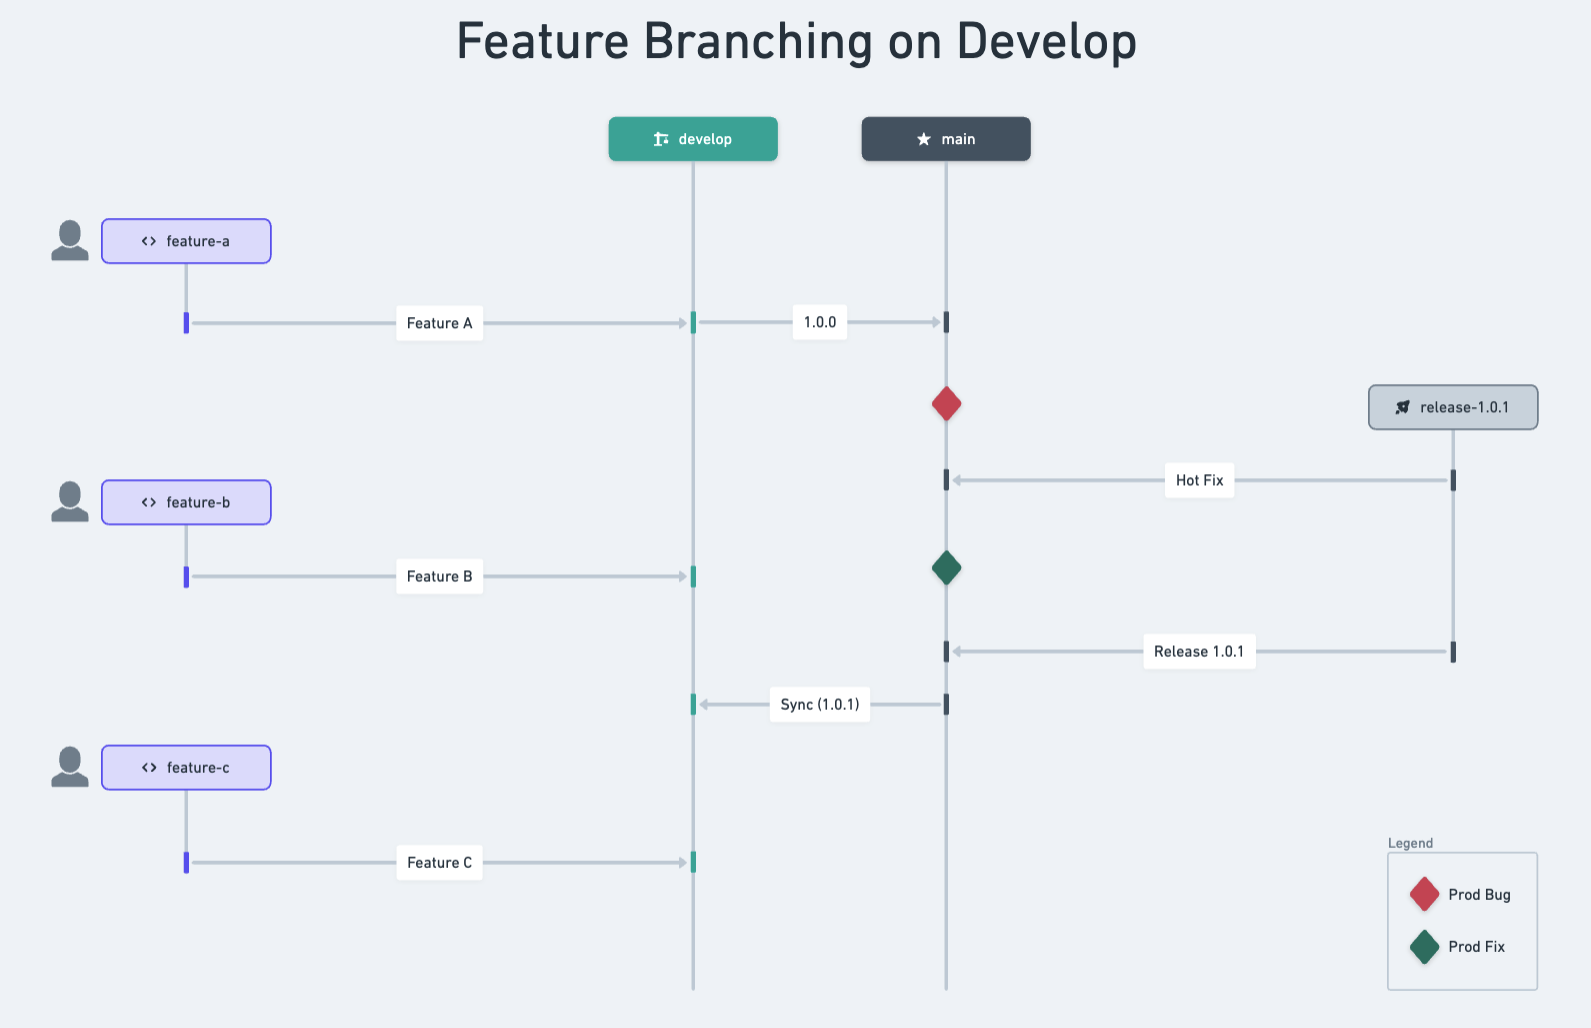 Feature Branching on Develop
develop
main
feature-a
Feature A
1.0.0
release-1.0.1
Hot Fix
feature-b
Feature B
Release 1.0.1
Sync (1.0.1)
feature-c
Feature C
Legend
Prod Bug
Prod Fix